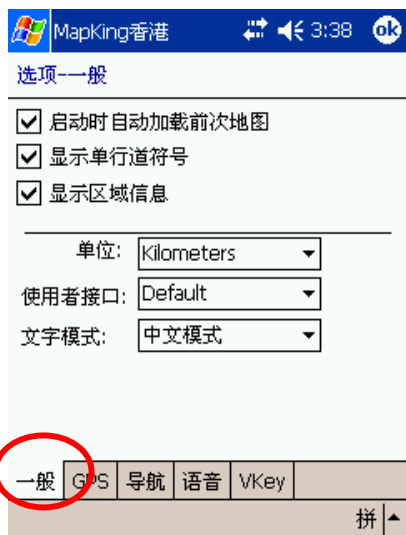 MapKing香港 3:38 ok
选项-一般
启动时自动加载前次地图
显示单行道符号
显示区域信息
单位: Kilometers
使用者接口: Default
文字模式: 中文模式
一般 GPS 导航 语音 VKey
拼